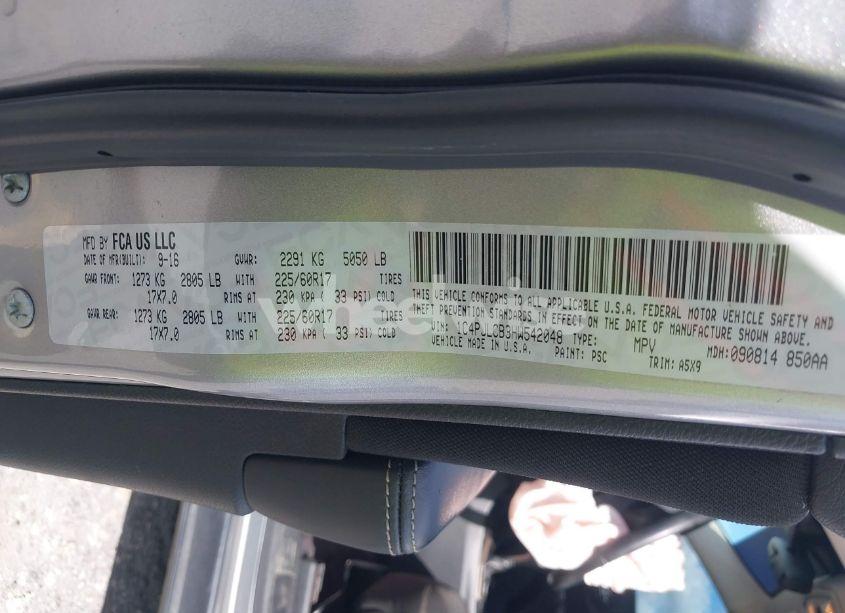 MFD BY FCA US LLC
DATE OF MFR(BUILT): 9-16 GVWR: 2291 KG 5050 LB
GAWR FRONT: 1273 KG 2805 LB WITH 225/60R17 TIRES
17X7.0 RIMS AT 230 KPA ( 33 PSI) COLD
GAWR REAR: 1273 KG 2805 LB WITH 225/60R17 TIRES
17X7.0 RIMS AT 230 KPA ( 33 PSI) COLD
THIS VEHICLE CONFORMS TO ALL APPLICABLE U.S.A. FEDERAL MOTOR VEHICLE SAFETY AND
THEFT PREVENTION STANDARDS IN EFFECT ON THE DATE OF MANUFACTURE SHOWN ABOVE.
VIN: 1C4PJLCB3HW542048 TYPE: MPV MDH: 090814 850AA
VEHICLE MADE IN U.S.A. PAINT: PSC TRIM: A5X9